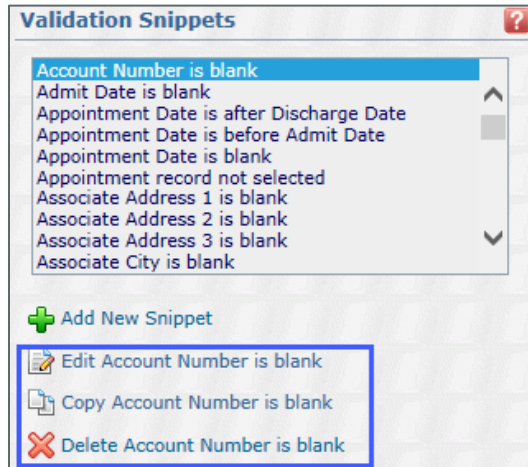 Validation Snippets
?
Account Number is blank
Admit Date is blank
Appointment Date is after Discharge Date
Appointment Date is before Admit Date
Appointment Date is blank
Appointment record not selected
Associate Address 1 is blank
Associate Address 2 is blank
Associate Address 3 is blank
Associate City is blank
Add New Snippet
Edit Account Number is blank
Copy Account Number is blank
Delete Account Number is blank